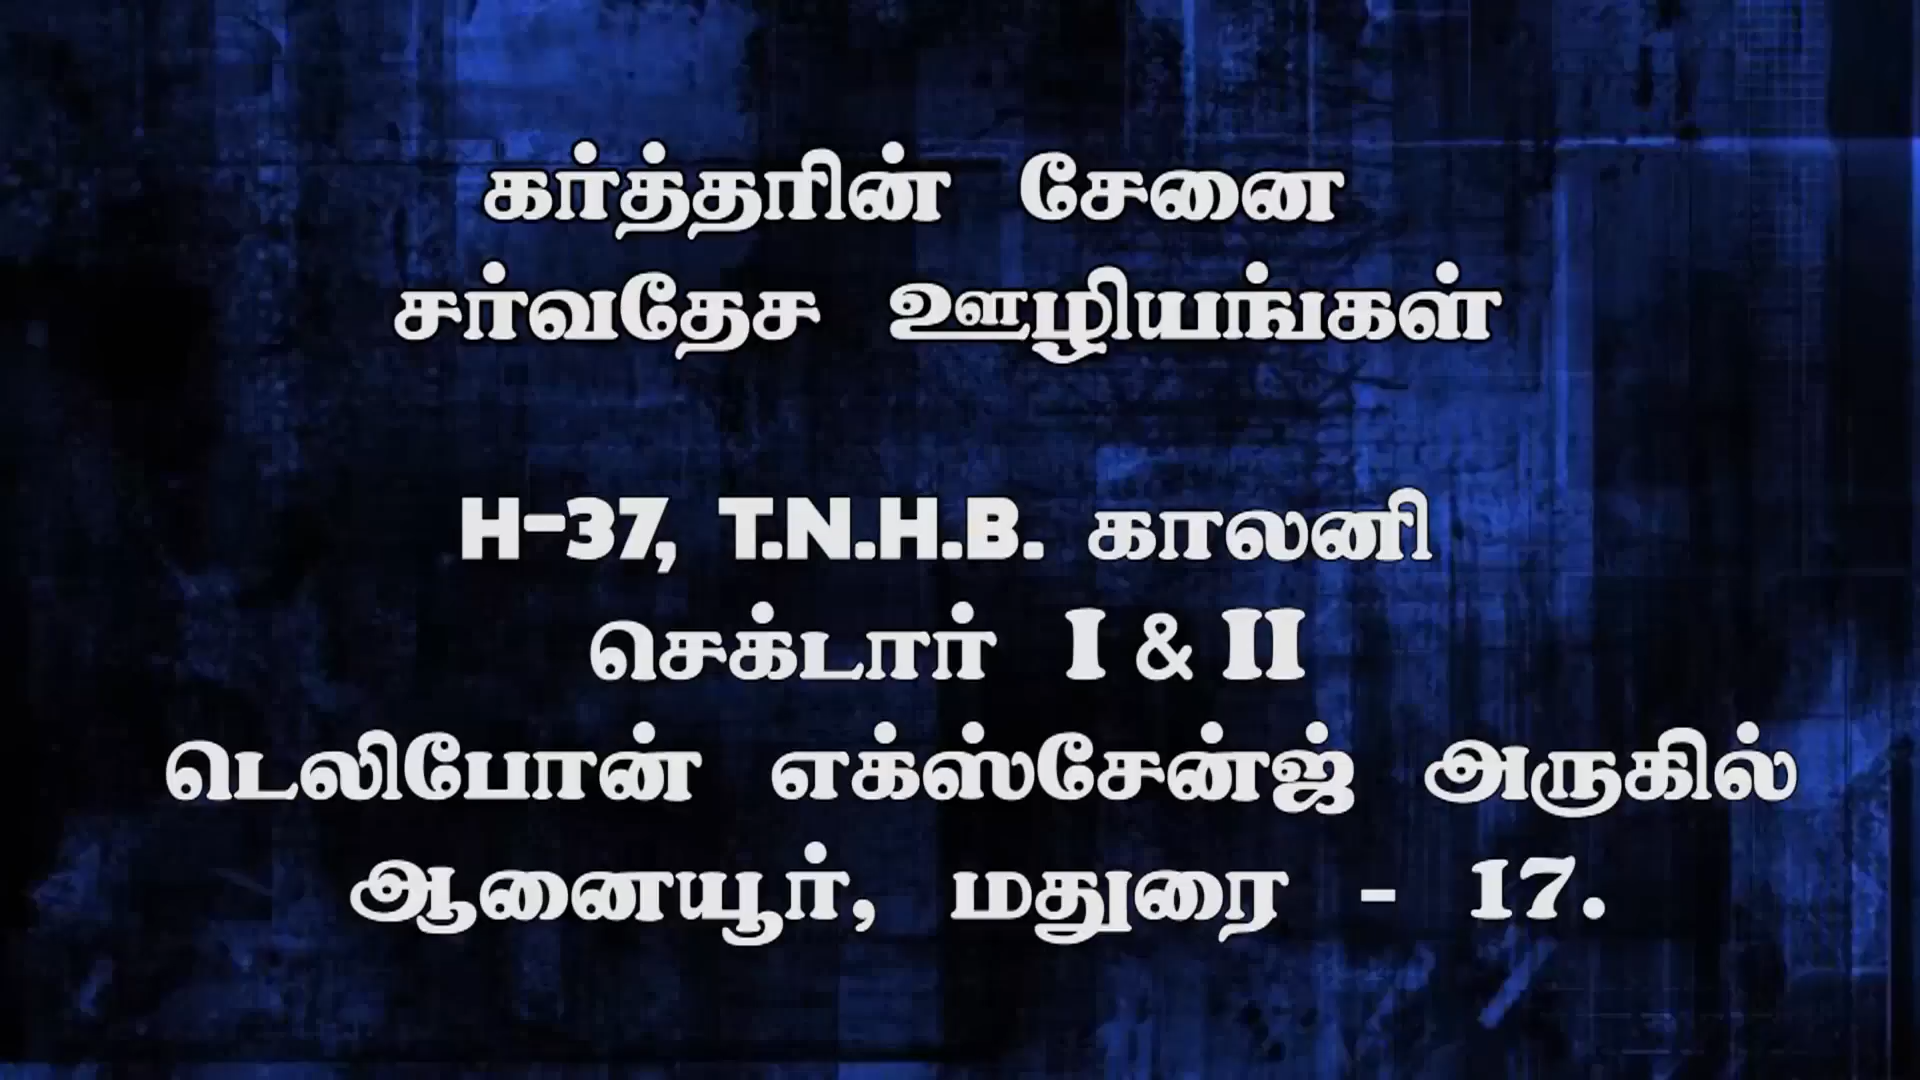 கர்த்தரின் சேனை
சர்வதேச ஊழியங்கள்
H-37, T.N.H.B. காலனி
செக்டார் I & II
டெலிபோன் எக்ஸ்சேன்ஜ் அருகில்
ஆனையூர், மதுரை - 17.